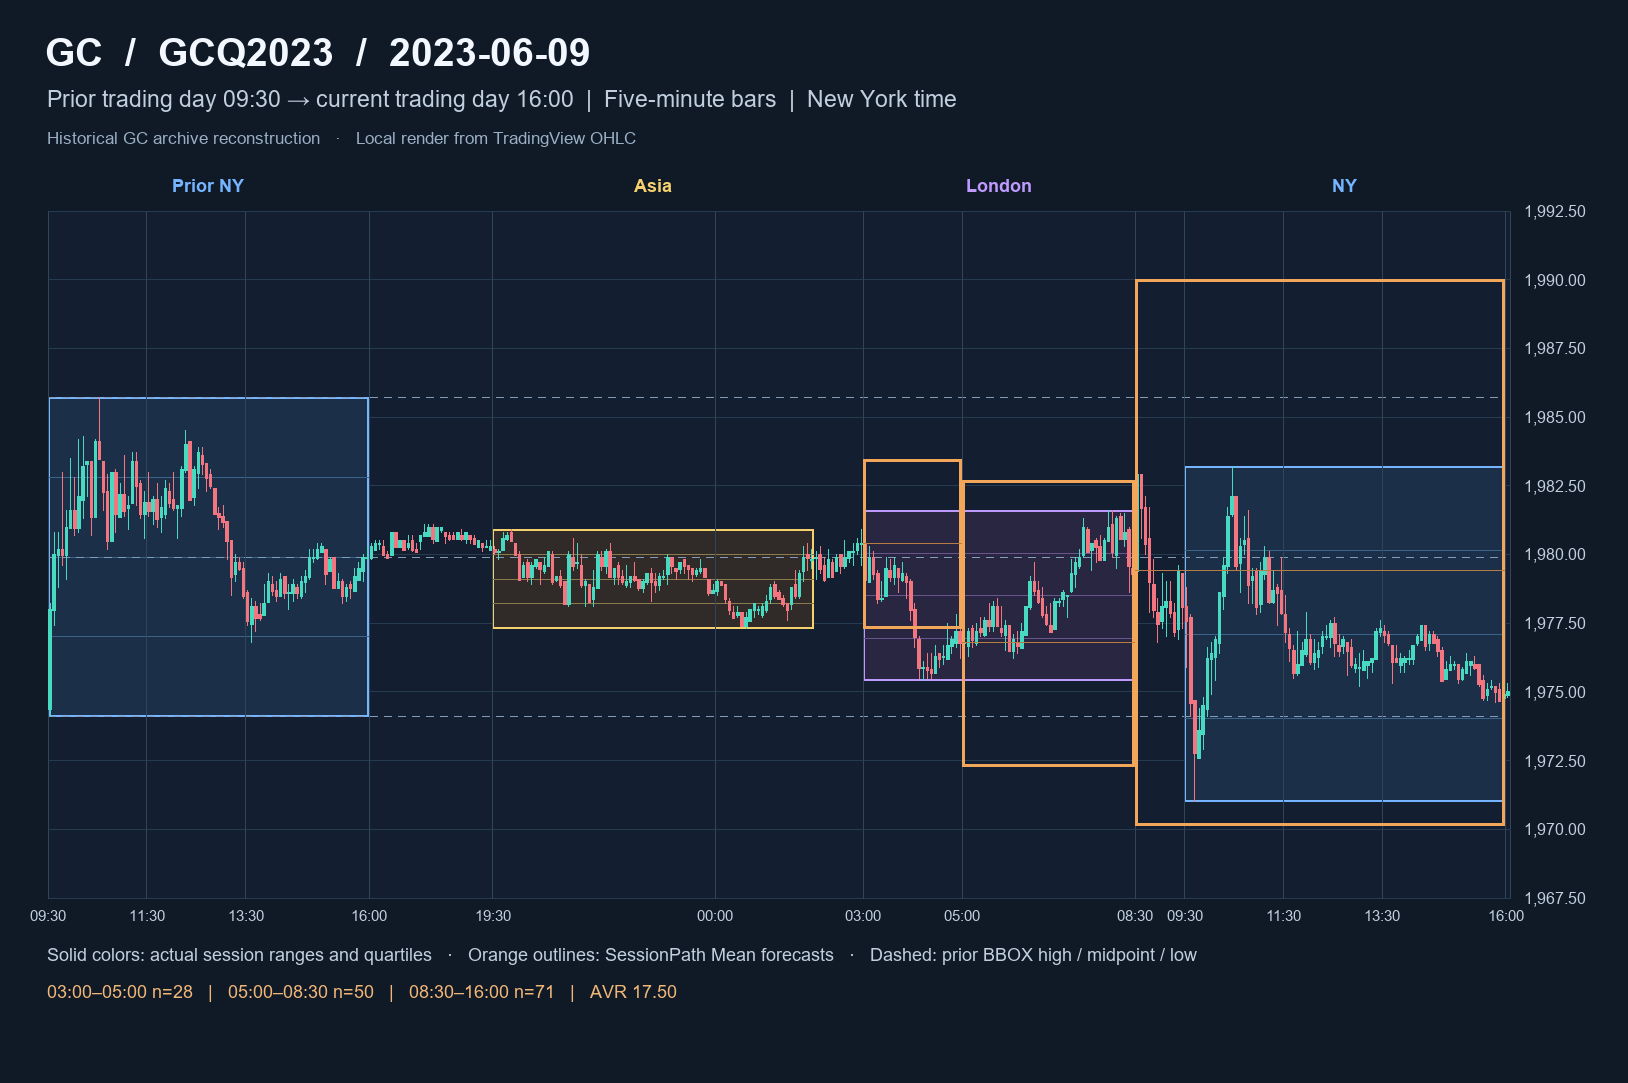 GC / GCQ2023 / 2023-06-09
Prior trading day 09:30 → current trading day 16:00 | Five-minute bars | New York time
Historical GC archive reconstruction · Local render from TradingView OHLC
Prior NY Asia London NY
1,992.50
1,990.00
1,987.50
1,985.00
1,982.50
1,980.00
1,977.50
1,975.00
1,972.50
1,970.00
1,967.50
09:30 11:30 13:30 16:00 19:30 00:00 03:00 05:00 08:30 09:30 11:30 13:30 16:00
Solid colors: actual session ranges and quartiles · Orange outlines: SessionPath Mean forecasts · Dashed: prior BBOX high / midpoint / low
03:00–05:00 n=28 | 05:00–08:30 n=50 | 08:30–16:00 n=71 | AVR 17.50